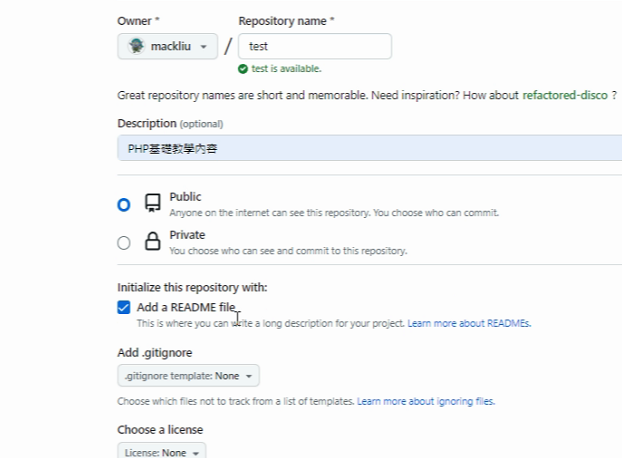 Owner * Repository name *
mackliu / test
test is available.
Great repository names are short and memorable. Need inspiration? How about refactored-disco ?
Description (optional)
PHP基礎教學內容
Public
Anyone on the internet can see this repository. You choose who can commit.
Private
You choose who can see and commit to this repository.
Initialize this repository with:
Add a README file
This is where you can write a long description for your project. Learn more about READMEs.
Add .gitignore
.gitignore template: None
Choose which files not to track from a list of templates. Learn more about ignoring files.
Choose a license
License: None